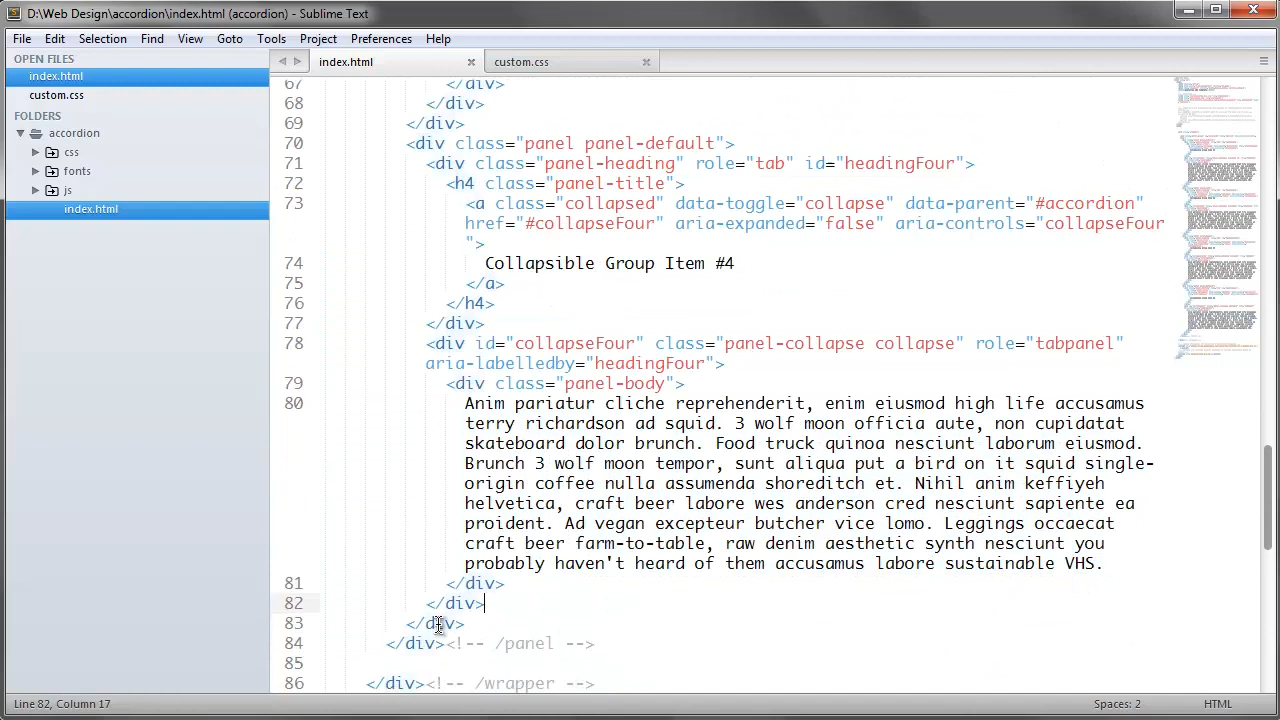 D:\Web Design\accordion\index.html (accordion) - Sublime Text
File Edit Selection Find View Goto Tools Project Preferences Help
OPEN FILES
index.html
custom.css
FOLDERS
accordion
css
fonts
js
index.html
index.html custom.css
67 </div>
68 </div>
69 </div>
70 <div class="panel panel-default">
71 <div class="panel-heading" role="tab" id="headingFour">
72 <h4 class="panel-title">
73 <a class="collapsed" data-toggle="collapse" data-parent="#accordion"
href="#collapseFour" aria-expanded="false" aria-controls="collapseFour
">
74 Collapsible Group Item #4
75 </a>
76 </h4>
77 </div>
78 <div id="collapseFour" class="panel-collapse collapse" role="tabpanel"
aria-labelledby="headingFour">
79 <div class="panel-body">
80 Anim pariatur cliche reprehenderit, enim eiusmod high life accusamus
terry richardson ad squid. 3 wolf moon officia aute, non cupidatat
skateboard dolor brunch. Food truck quinoa nesciunt laborum eiusmod.
Brunch 3 wolf moon tempor, sunt aliqua put a bird on it squid single-
origin coffee nulla assumenda shoreditch et. Nihil anim keffiyeh
helvetica, craft beer labore wes anderson cred nesciunt sapiente ea
proident. Ad vegan excepteur butcher vice lomo. Leggings occaecat
craft beer farm-to-table, raw denim aesthetic synth nesciunt you
probably haven't heard of them accusamus labore sustainable VHS.
81 </div>
82 </div>
83 </div>
84 </div><!-- /panel -->
85
86 </div><!-- /wrapper -->
Line 82, Column 17 Spaces: 2 HTML